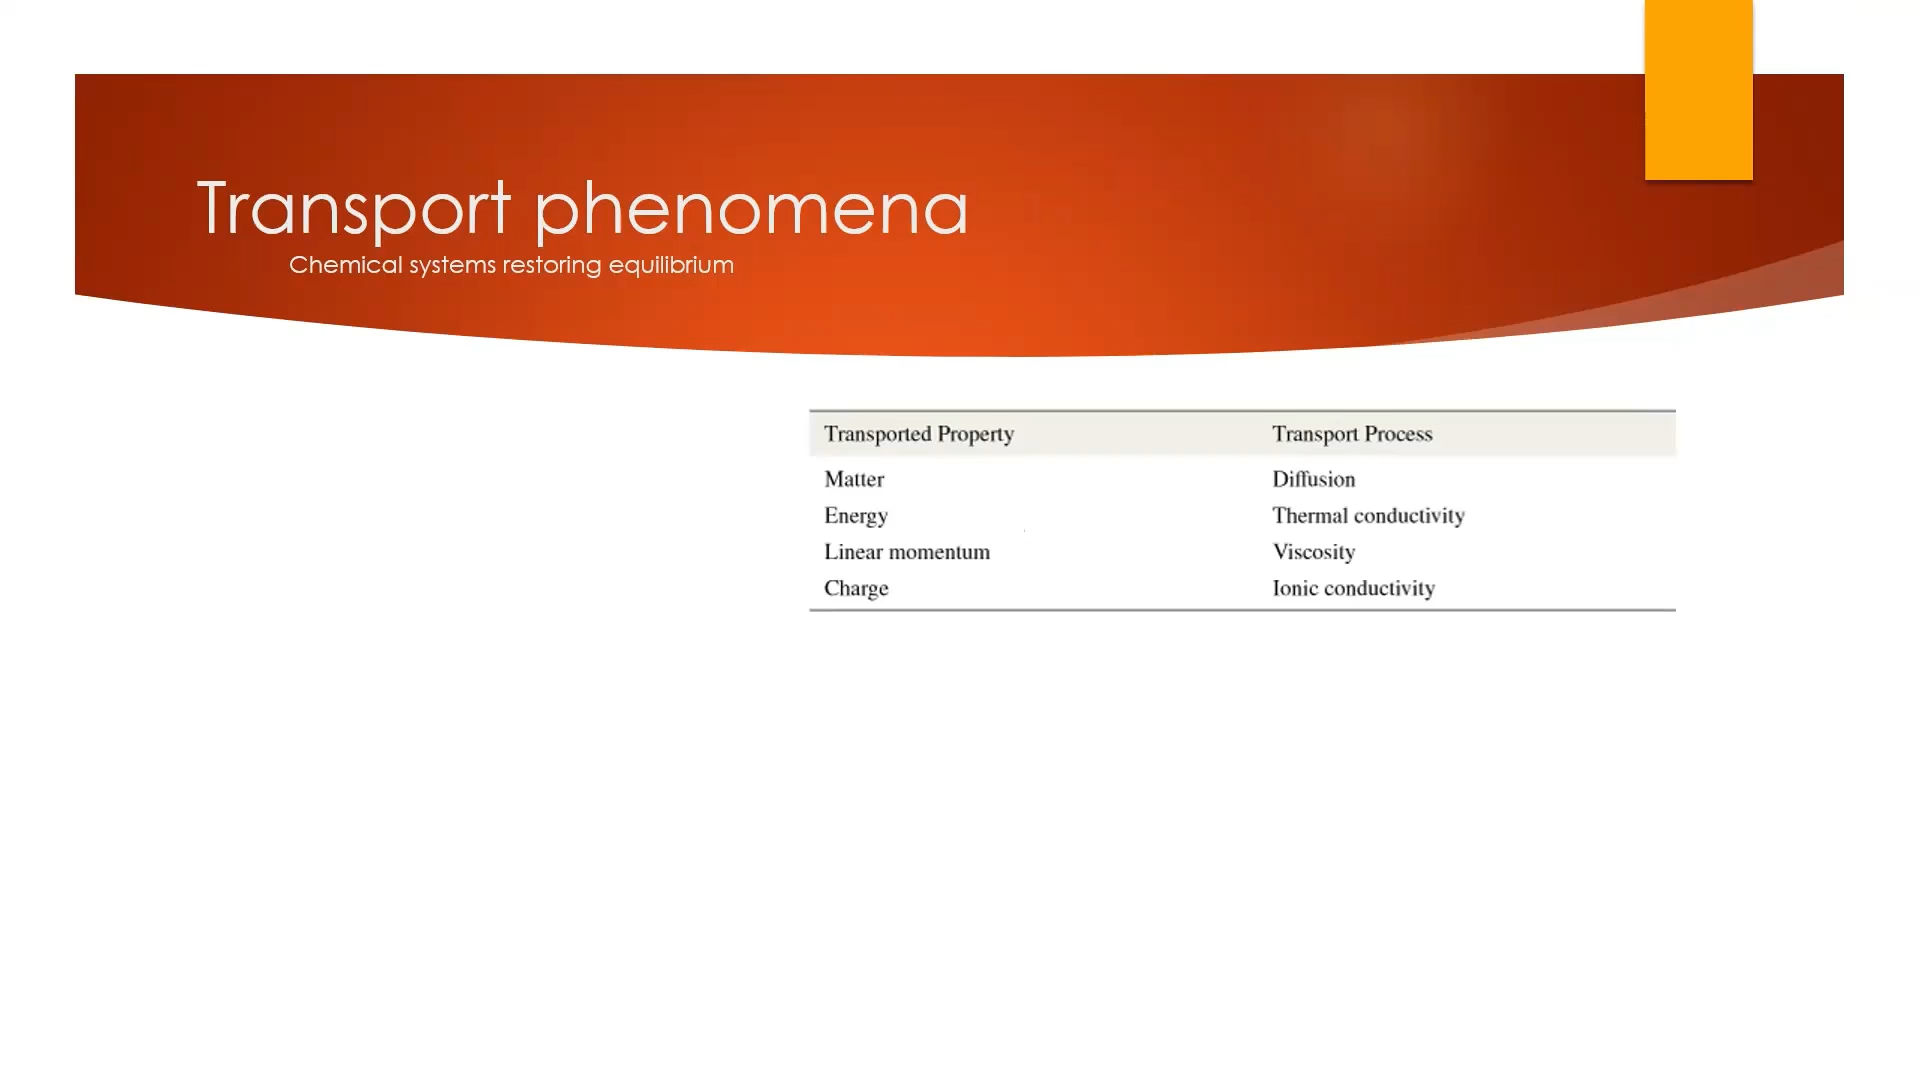 Transport phenomena
Chemical systems restoring equilibrium
Transported Property Transport Process
Matter Diffusion
Energy Thermal conductivity
Linear momentum Viscosity
Charge Ionic conductivity